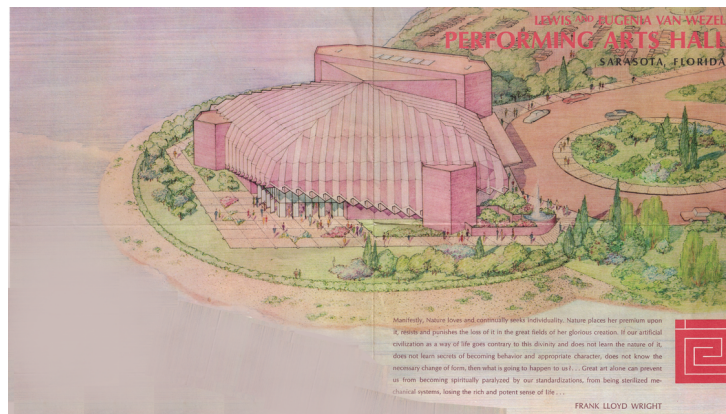 LEWIS AND EUGENIA VAN WEZEL
PERFORMING ARTS HALL
SARASOTA, FLORIDA
Manifestly, Nature loves and continually seeks individuality. Nature places her premium upon
it, resists and punishes the loss of it in the great fields of her glorious creation. If our artificial
civilization as a way of life goes contrary to this divinity and does not learn the nature of it,
does not learn secrets of becoming behavior and appropriate character, does not know the
necessary change of form, then what is going to happen to us! . . . Great art alone can prevent
us from becoming spiritually paralyzed by our standardizations, from being sterilized me-
chanical systems, losing the rich and potent sense of life . . .
FRANK LLOYD WRIGHT